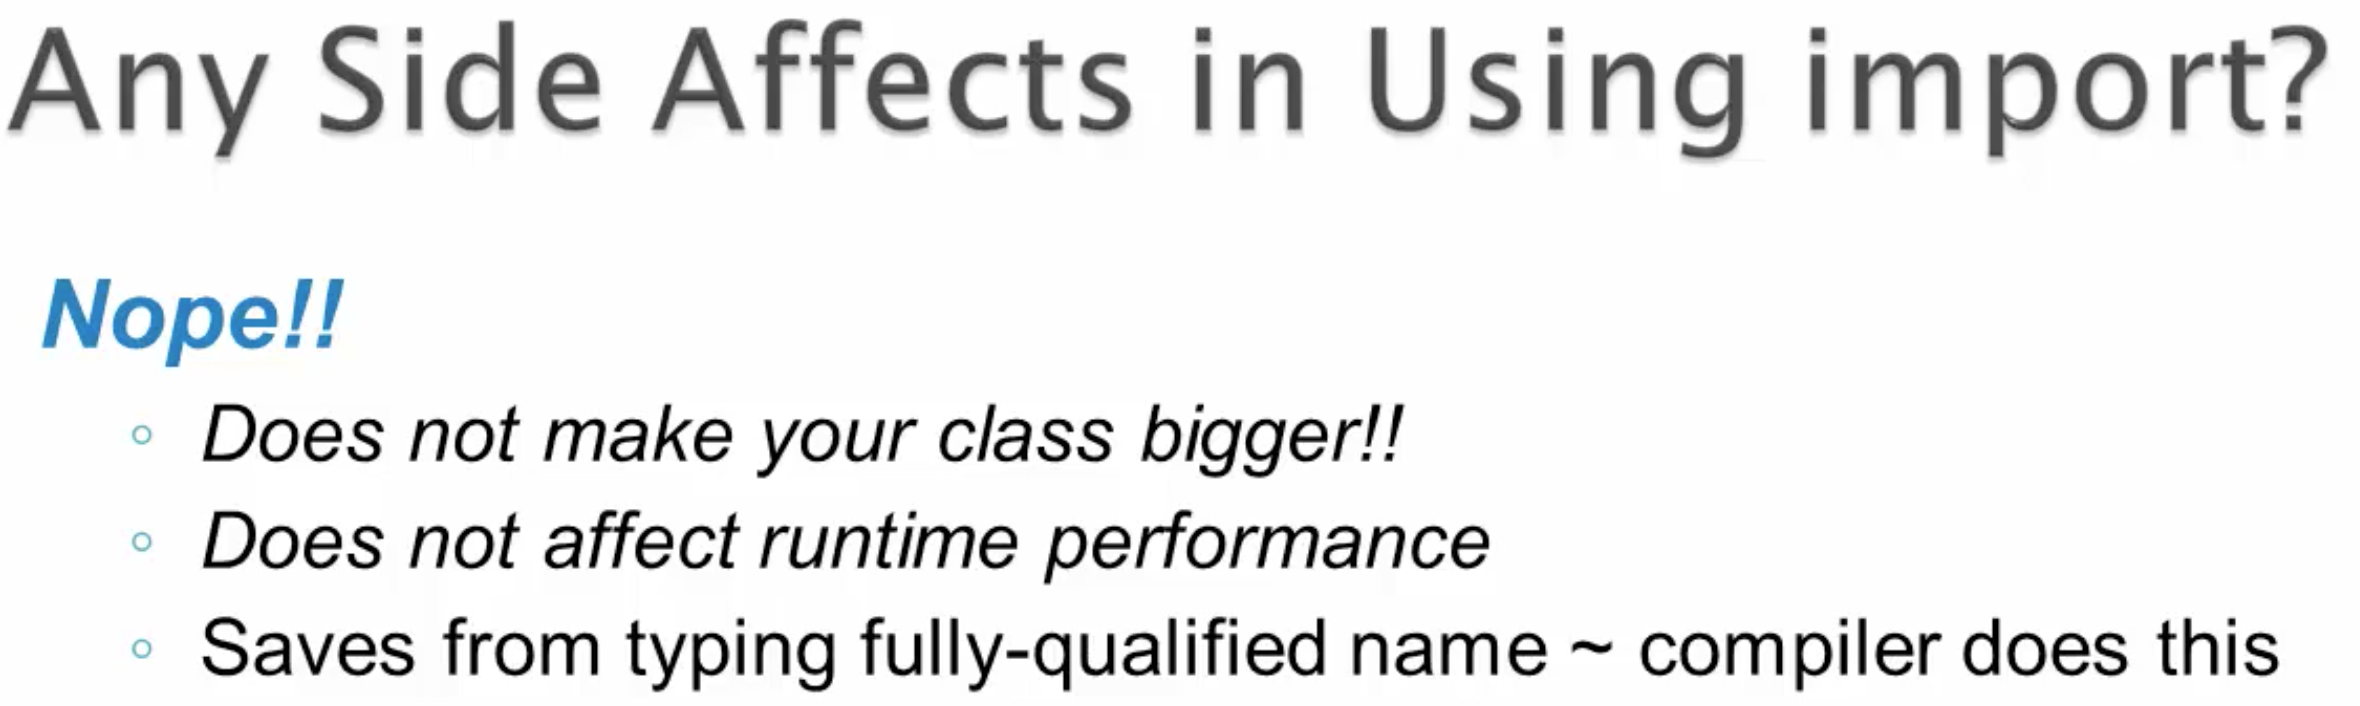 Any Side Affects in Using import?
Nope!!
Does not make your class bigger!!
Does not affect runtime performance
Saves from typing fully-qualified name ~ compiler does this